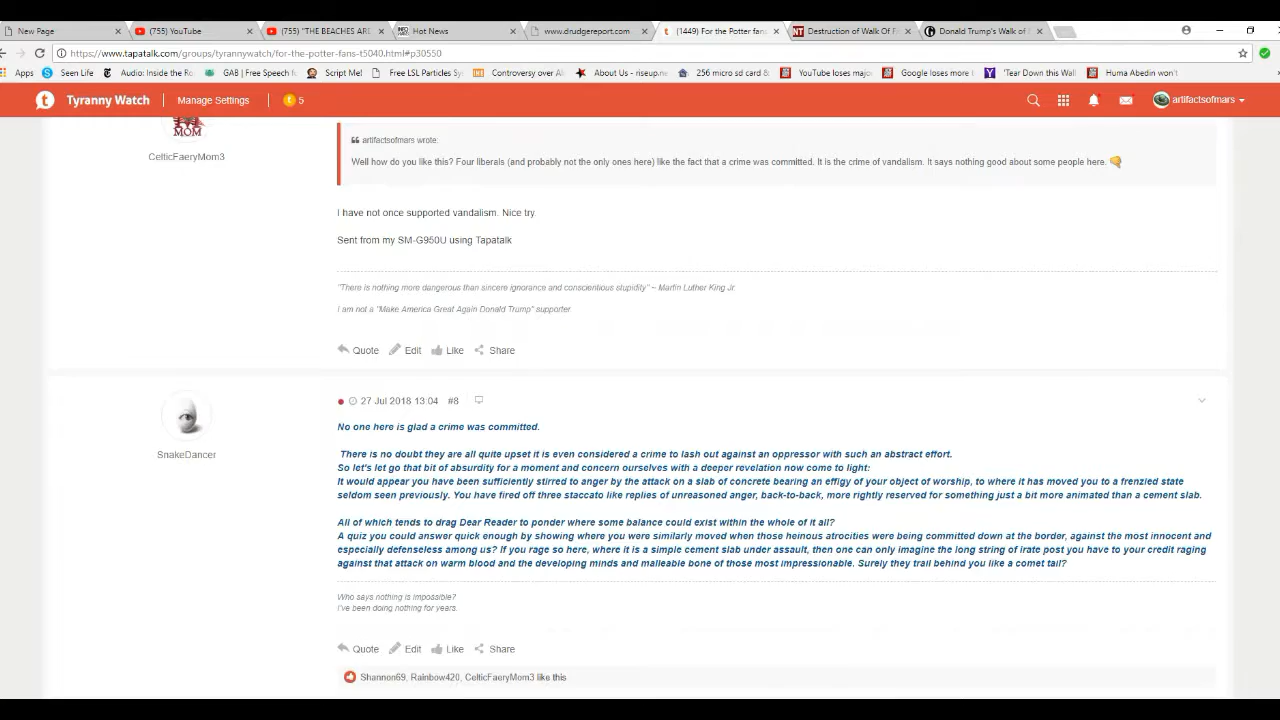 New Page
(755) YouTube
(755) "THE BEACHES ARE
Hot News
www.drudgereport.com
(1449) For the Potter fans
Destruction of Walk Of F
Donald Trump's Walk of
https://www.tapatalk.com/groups/tyrannywatch/for-the-potter-fans-t5040.html#p30550
Apps
Seen Life
Audio: Inside the Ro
GAB | Free Speech fo
Script Me!
Free LSL Particles Sy
Controversy over Al
About Us - riseup.ne
256 micro sd card &
YouTube loses major
Google loses more t
'Tear Down this Wall
Huma Abedin won't
Tyranny Watch
Manage Settings
5
artifactsofmars
MOM
CelticFaeryMom3
artifactsofmars wrote:
Well how do you like this? Four liberals (and probably not the only ones here) like the fact that a crime was committed. It is the crime of vandalism. It says nothing good about some people here.
I have not once supported vandalism. Nice try.
Sent from my SM-G950U using Tapatalk
"There is nothing more dangerous than sincere ignorance and conscientious stupidity" ~ Martin Luther King Jr.
I am not a "Make America Great Again Donald Trump" supporter
Quote Edit Like Share
27 Jul 2018 13:04 #8
SnakeDancer
No one here is glad a crime was committed.
There is no doubt they are all quite upset it is even considered a crime to lash out against an oppressor with such an abstract effort.
So let's let go that bit of absurdity for a moment and concern ourselves with a deeper revelation now come to light:
It would appear you have been sufficiently stirred to anger by the attack on a slab of concrete bearing an effigy of your object of worship, to where it has moved you to a frenzied state
seldom seen previously. You have fired off three staccato like replies of unreasoned anger, back-to-back, more rightly reserved for something just a bit more animated than a cement slab.
All of which tends to drag Dear Reader to ponder where some balance could exist within the whole of it all?
A quiz you could answer quick enough by showing where you were similarly moved when those heinous atrocities were being committed down at the border, against the most innocent and
especially defenseless among us? If you rage so here, where it is a simple cement slab under assault, then one can only imagine the long string of irate post you have to your credit raging
against that attack on warm blood and the developing minds and malleable bone of those most impressionable. Surely they trail behind you like a comet tail?
Who says nothing is impossible?
I've been doing nothing for years.
Quote Edit Like Share
Shannon69, Rainbow420, CelticFaeryMom3 like this